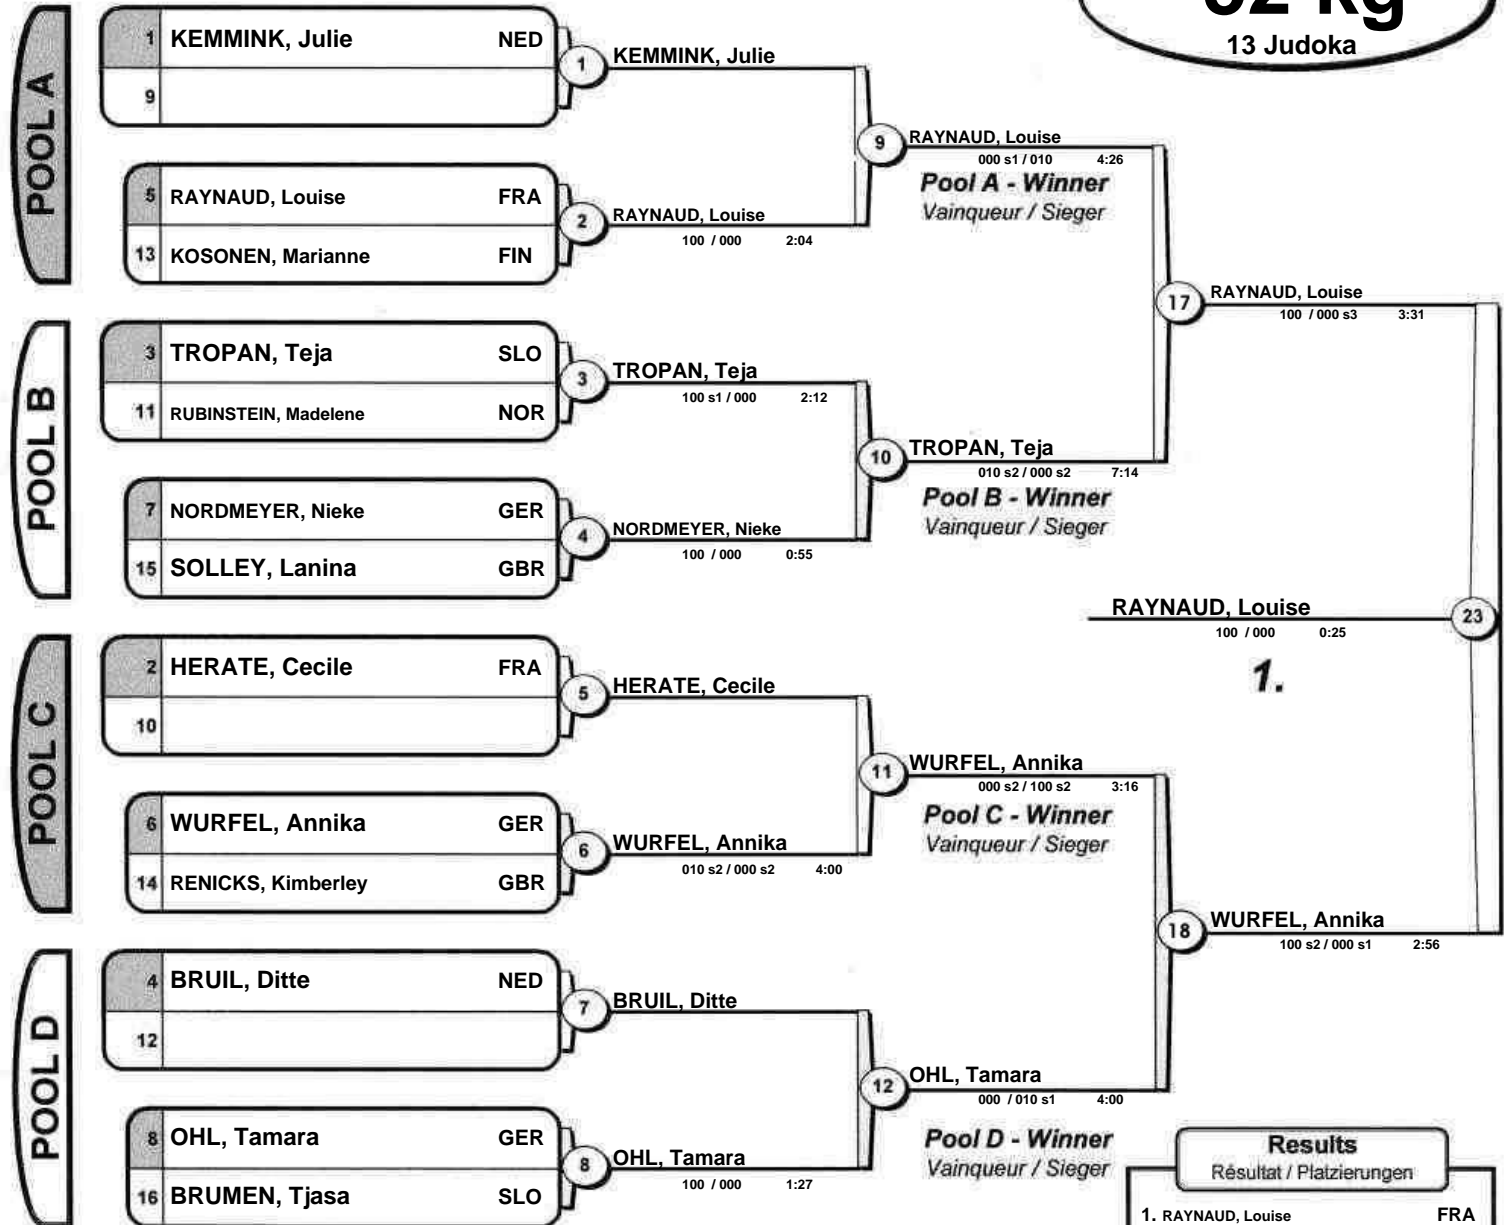 52 kg
13 Judoka
POOL A
1 KEMMINK, Julie NED
9
1
KEMMINK, Julie
5 RAYNAUD, Louise FRA
13 KOSONEN, Marianne FIN
2
RAYNAUD, Louise
100 / 000 2:04
9
RAYNAUD, Louise
000 s1 / 010 4:26
Pool A - Winner
Vainqueur / Sieger
POOL B
3 TROPAN, Teja SLO
11 RUBINSTEIN, Madelene NOR
3
TROPAN, Teja
100 s1 / 000 2:12
7 NORDMEYER, Nieke GER
15 SOLLEY, Lanina GBR
4
NORDMEYER, Nieke
100 / 000 0:55
10
TROPAN, Teja
010 s2 / 000 s2 7:14
Pool B - Winner
Vainqueur / Sieger
17
RAYNAUD, Louise
100 / 000 s3 3:31
POOL C
2 HERATE, Cecile FRA
10
5
HERATE, Cecile
6 WURFEL, Annika GER
14 RENICKS, Kimberley GBR
6
WURFEL, Annika
010 s2 / 000 s2 4:00
11
WURFEL, Annika
000 s2 / 100 s2 3:16
Pool C - Winner
Vainqueur / Sieger
RAYNAUD, Louise
100 / 000 0:25
23
1.
POOL D
4 BRUIL, Ditte NED
12
7
BRUIL, Ditte
8 OHL, Tamara GER
16 BRUMEN, Tjasa SLO
8
OHL, Tamara
100 / 000 1:27
12
OHL, Tamara
000 / 010 s1 4:00
Pool D - Winner
Vainqueur / Sieger
18
WURFEL, Annika
100 s2 / 000 s1 2:56
Results
Résultat / Platzierungen
1. RAYNAUD, Louise FRA